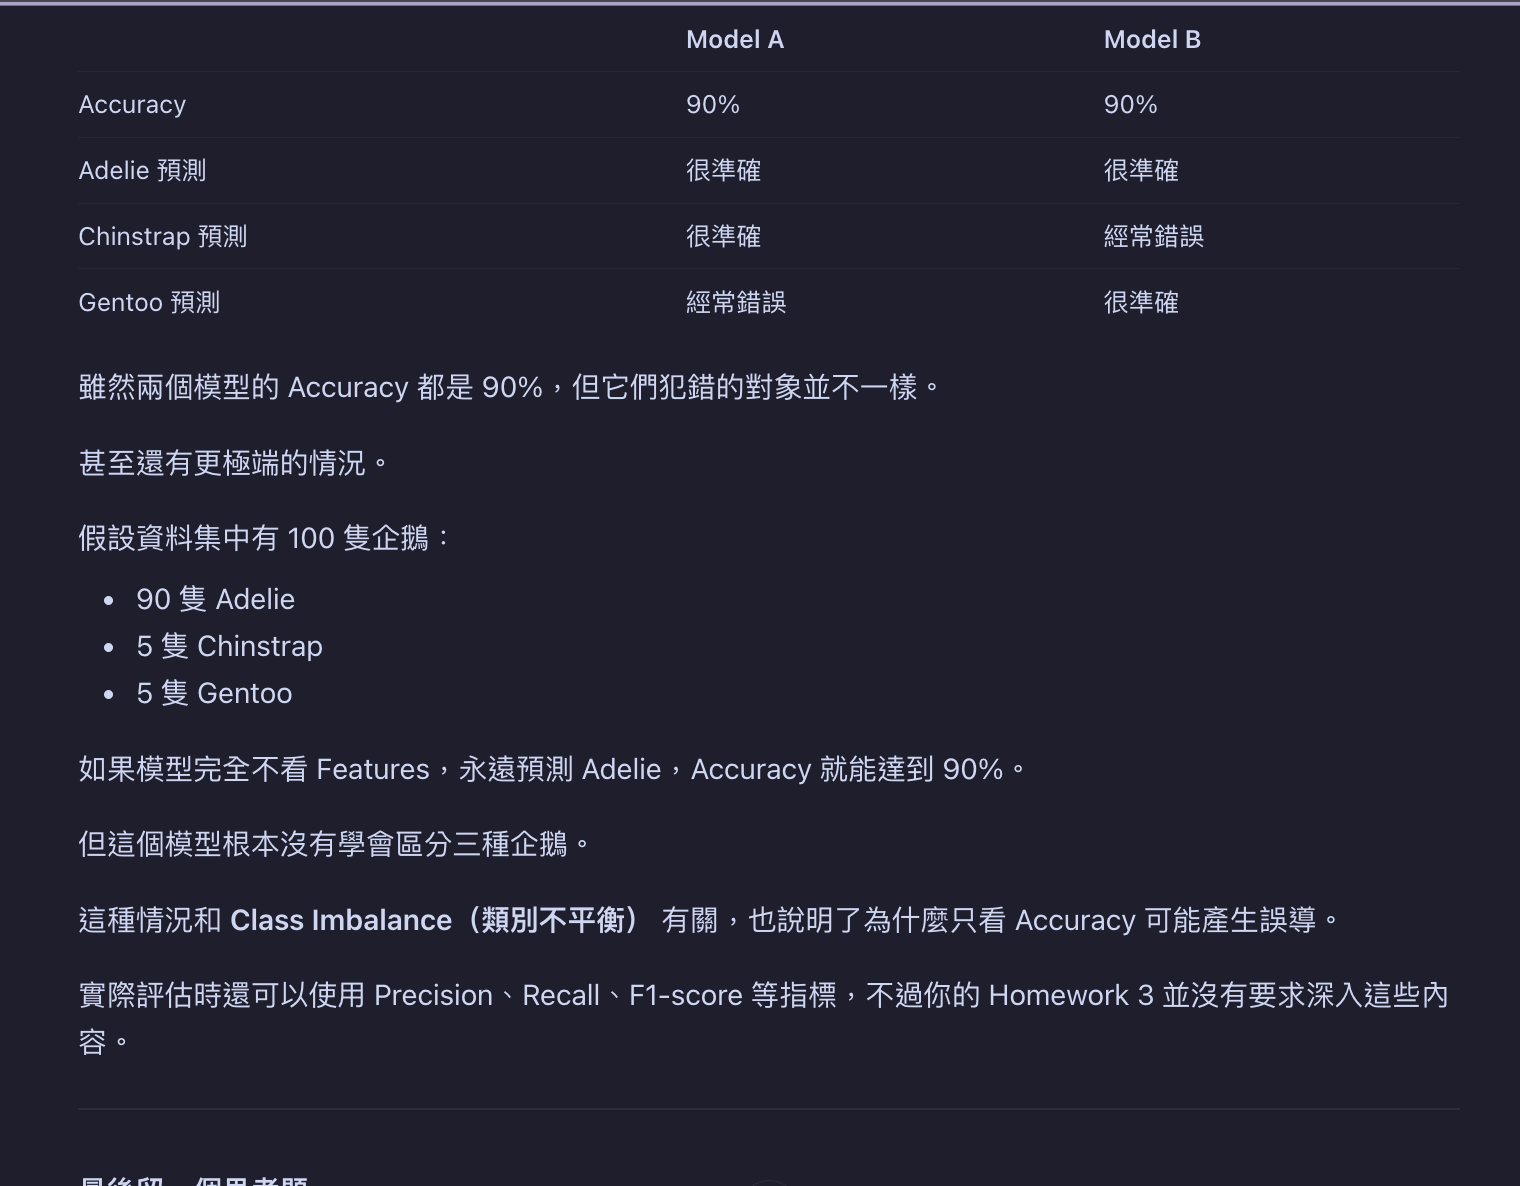 Model A Model B
Accuracy 90% 90%
Adelie 預測 很準確 很準確
Chinstrap 預測 很準確 經常錯誤
Gentoo 預測 經常錯誤 很準確
雖然兩個模型的 Accuracy 都是 90%，但它們犯錯的對象並不一樣。
甚至還有更極端的情況。
假設資料集中有 100 隻企鵝：
• 90 隻 Adelie
• 5 隻 Chinstrap
• 5 隻 Gentoo
如果模型完全不看 Features，永遠預測 Adelie，Accuracy 就能達到 90%。
但這個模型根本沒有學會區分三種企鵝。
這種情況和 Class Imbalance（類別不平衡） 有關，也說明了為什麼只看 Accuracy 可能產生誤導。
實際評估時還可以使用 Precision、Recall、F1-score 等指標，不過你的 Homework 3 並沒有要求深入這些內
容。
最後留一個思考題